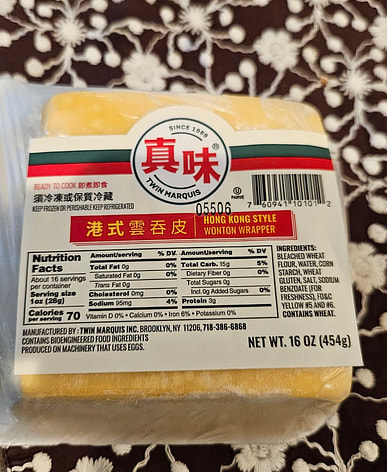 SINCE 1988
真味®
TWIN MARQUIS
READY TO COOK 即煮即食
須冷凍或保質冷藏
KEEP FROZEN OR PERISHABLE KEEP REFRIGERATED
PARVE
7 60941 10101 2
05506
港式雲吞皮
HONG KONG STYLE
WONTON WRAPPER
Nutrition
Facts
About 16 servings
per container
Serving size
1oz (28g)
Calories 70
per serving
Amount/serving % DV.
Total Fat 0g 0%
Saturated Fat 0g 0%
Trans Fat 0g
Cholesterol 0mg 0%
Sodium 95mg 4%
Amount/serving % DV.
Total Carb. 15g 5%
Dietary Fiber 0g 0%
Total Sugars 0g
Incl.0g Added Sugars 0%
Protein 3g
Vitamin D 0% • Calcium 0% • Iron 6% • Potassium 0%
INGREDIENTS:
BLEACHED WHEAT
FLOUR, WATER, CORN
STARCH, WHEAT
GLUTEN, SALT, SODIUM
BENZOATE (FOR
FRESHNESS), FD&C
YELLOW #5 AND #6.
CONTAINS WHEAT.
MANUFACTURED BY : TWIN MARQUIS INC. BROOKLYN, NY 11206, 718-386-6868
CONTAINS BIOENGINEERED FOOD INGREDIENTS
PRODUCED ON MACHINERY THAT USES EGGS.
NET WT. 16 OZ (454g)